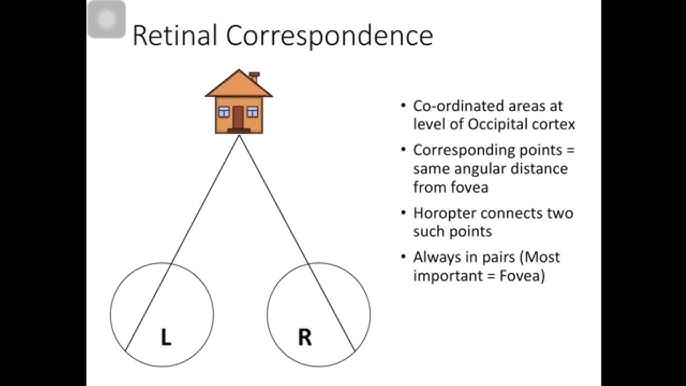 Retinal Correspondence
• Co-ordinated areas at
level of Occipital cortex
• Corresponding points =
same angular distance
from fovea
• Horopter connects two
such points
• Always in pairs (Most
important = Fovea)
L
R